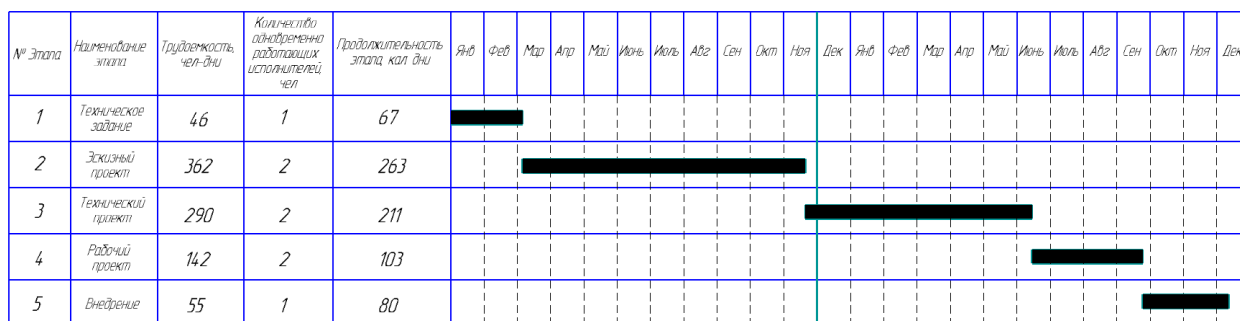 № Этапа
Наименование
этапа
Трудоемкость,
чел-дни
Количество
одновременно
работающих
исполнителей,
чел
Продолжительность
этапа, кал. дни
Янв Фев Мар Апр Май Июнь Июль Авг Сен Окт Ноя Дек Янв Фев Мар Апр Май Июнь Июль Авг Сен Окт Ноя Дек
1 Техническое
задание
46 1 67
2 Эскизный
проект
362 2 263
3 Технический
проект
290 2 211
4 Рабочий
проект
142 2 103
5 Внедрение 55 1 80